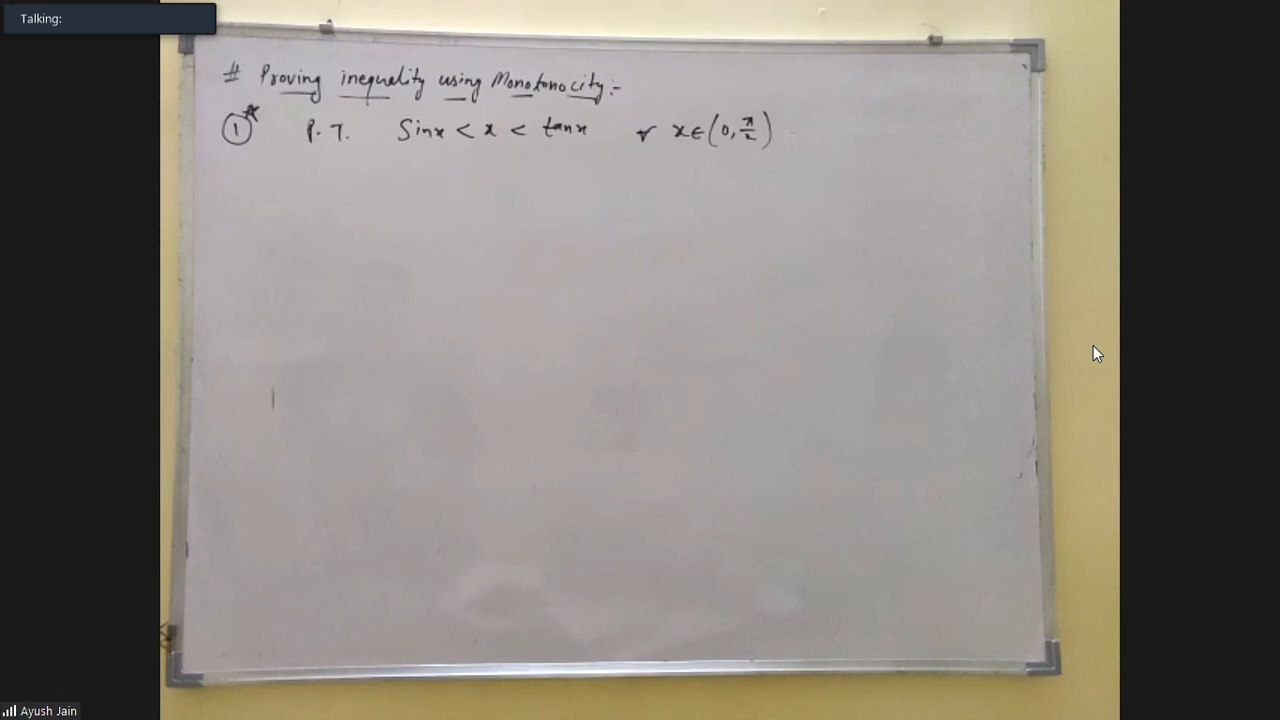 Talking:
# Proving inequality using Monotonocity:-
① P.T. Sinx < x < tanx ∀ x∈(0, π/2)
Ayush Jain